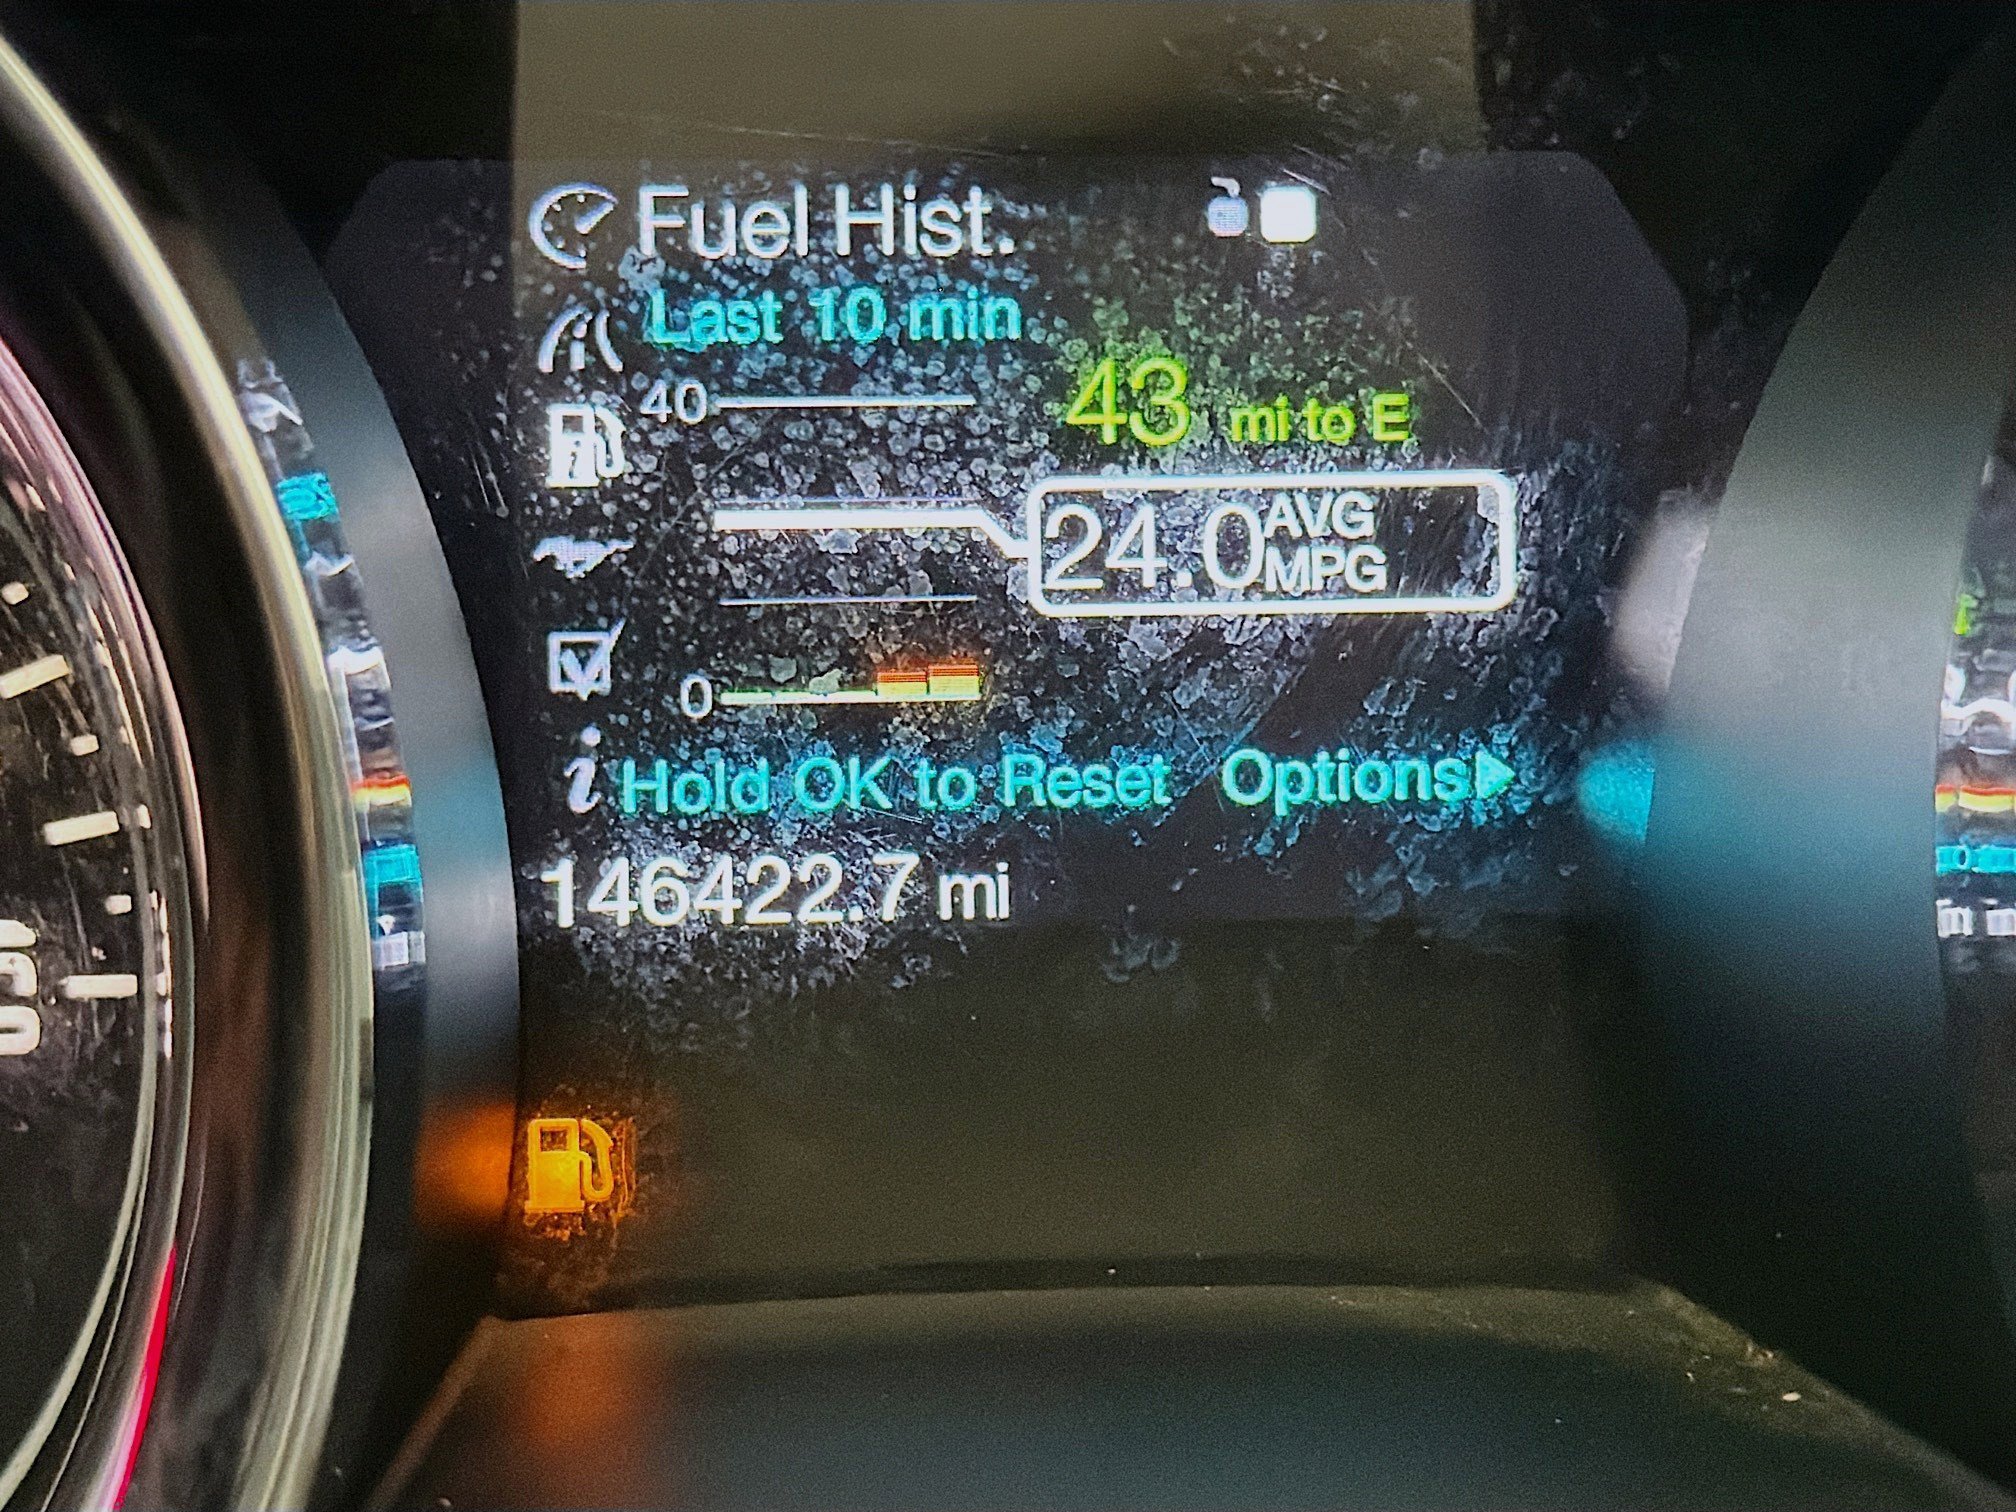 Fuel Hist.
Last 10 min
40
43 mi to E
24.0 AVG MPG
0
Hold OK to Reset Options
146422.7 mi